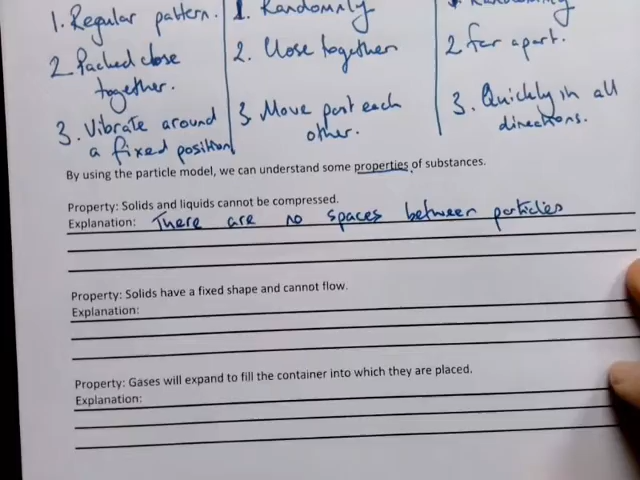 1. Regular pattern.
2 Packed close
together.
3. Vibrate around
a fixed position
1. Randomnly
2. Close together
3 Move past each
other.
2 far apart.
3. Quickly in all
directions.
By using the particle model, we can understand some properties of substances.
Property: Solids and liquids cannot be compressed.
Explanation: There are no spaces between particles
Property: Solids have a fixed shape and cannot flow.
Explanation:
Property: Gases will expand to fill the container into which they are placed.
Explanation: